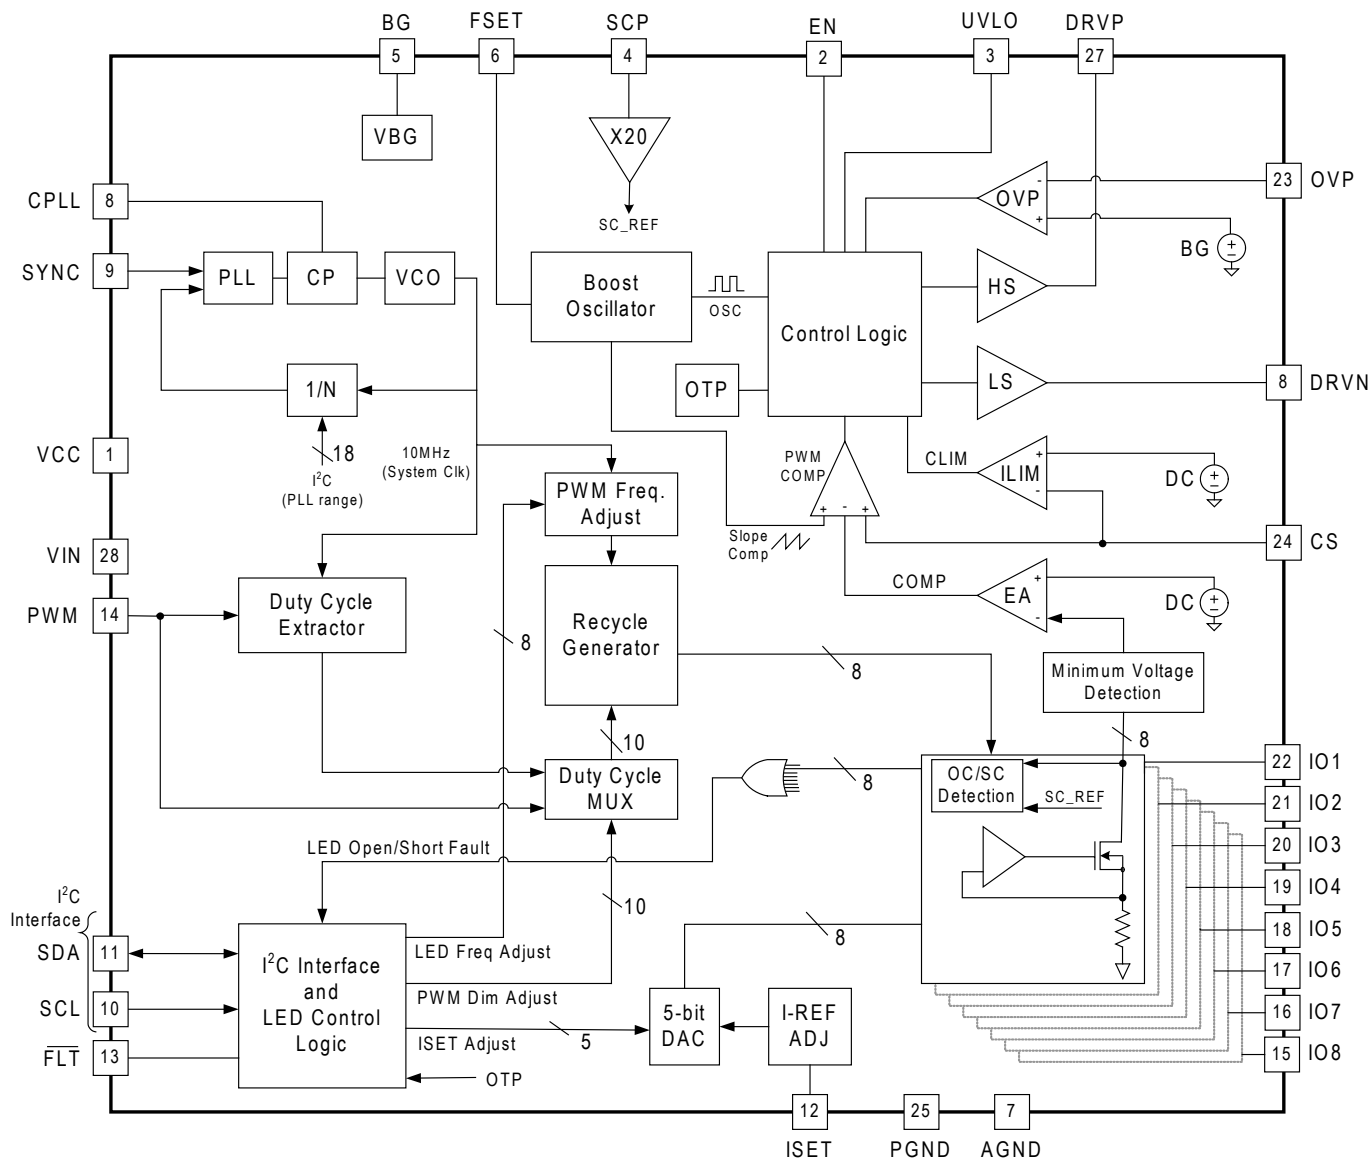 BG
FSET
SCP
EN
UVLO
DRVP
5
6
4
2
3
27
VBG
X20
SC_REF
CPLL
8
SYNC
9
PLL
CP
VCO
Boost
Oscillator
OSC
Control Logic
- OVP +
23
OVP
BG
HS
LS
8
DRVN
OTP
1/N
18
I²C
(PLL range)
10MHz
(System Clk)
VCC
1
PWM
COMP
+ - +
CLIM
+ ILIM -
DC
PWM Freq.
Adjust
Slope
Comp
24
CS
VIN
28
PWM
14
Duty Cycle
Extractor
Recycle
Generator
8
8
COMP
+ EA -
DC
Minimum Voltage
Detection
8
10
Duty Cycle
MUX
8
OC/SC
Detection
SC_REF
22
IO1
21
IO2
20
IO3
19
IO4
18
IO5
17
IO6
16
IO7
15
IO8
LED Open/Short Fault
10
8
I²C
Interface
SDA
11
SCL
10
FLT
13
I²C Interface
and
LED Control
Logic
LED Freq Adjust
PWM Dim Adjust
ISET Adjust
5
OTP
5-bit
DAC
I-REF
ADJ
12
25
7
ISET
PGND
AGND